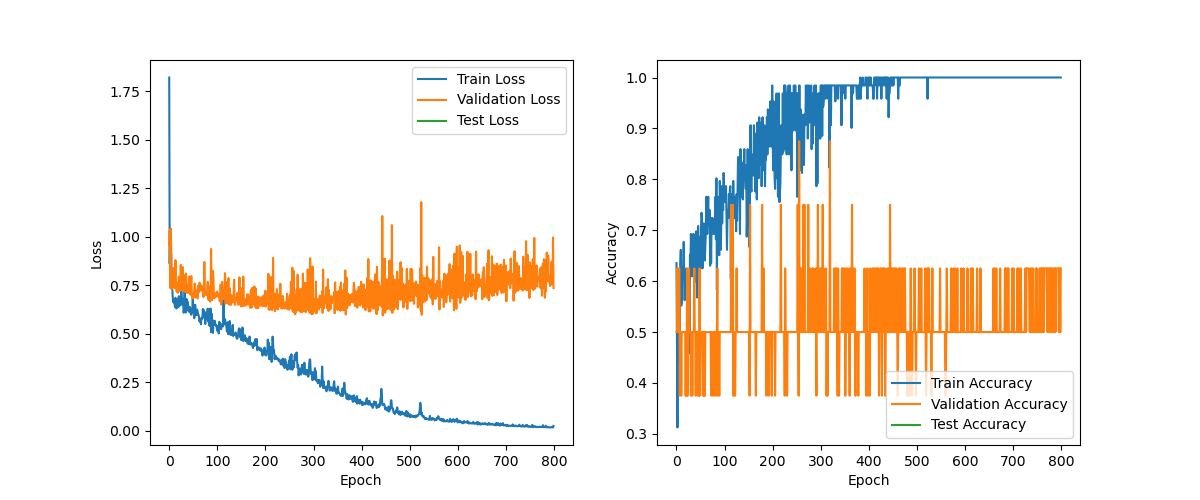 Train Loss
Validation Loss
Test Loss
1.75
1.50
1.25
1.00
0.75
0.50
0.25
0.00
Loss
0 100 200 300 400 500 600 700 800
Epoch
1.0
0.9
0.8
0.7
0.6
0.5
0.4
0.3
Accuracy
Train Accuracy
Validation Accuracy
Test Accuracy
0 100 200 300 400 500 600 700 800
Epoch